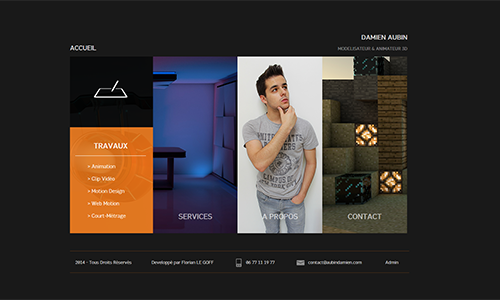 DAMIEN AUBIN
ACCUEIL
MODELISATEUR & ANIMATEUR 3D
TRAVAUX
» Animation
» Clip Vidéo
» Motion Design
» Web Motion
» Court-Métrage
SERVICES
A PROPOS
CONTACT
2014 - Tous Droits Réservés
Developpé par Florian LE GOFF
06 77 11 19 77
contact@aubindamien.com
Admin